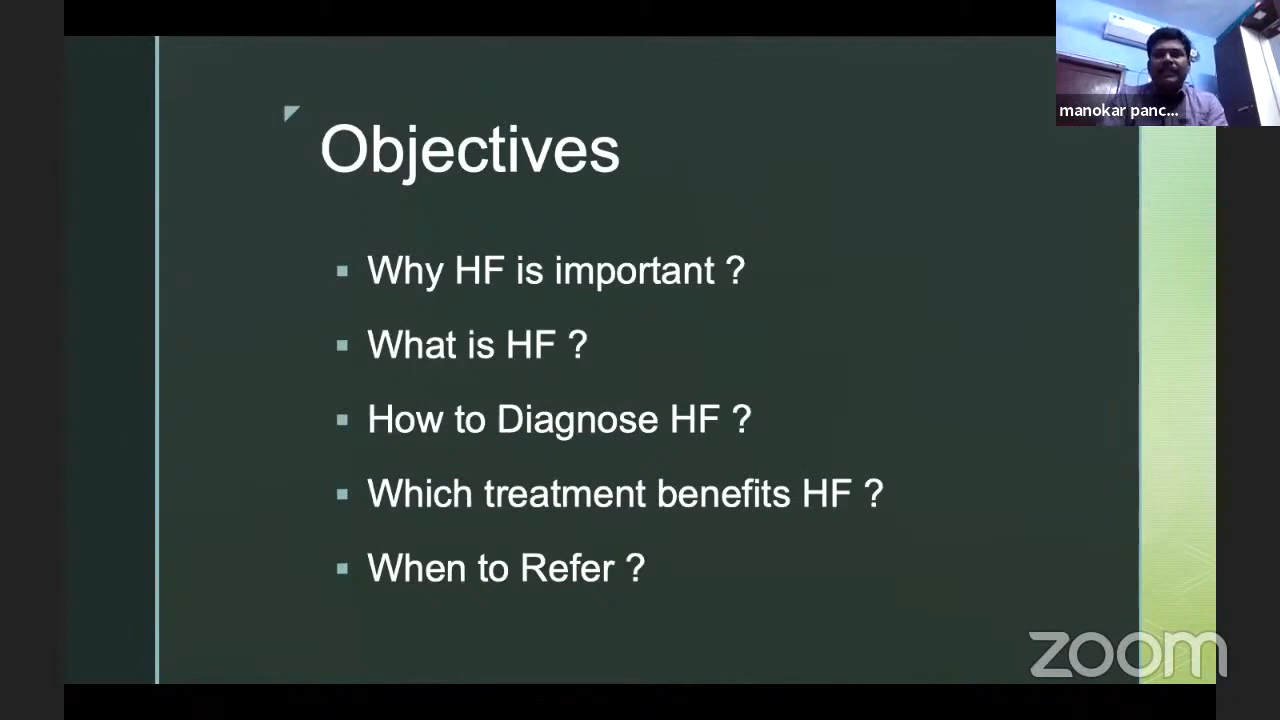 manokar panc...
Objectives
Why HF is important ?
What is HF ?
How to Diagnose HF ?
Which treatment benefits HF ?
When to Refer ?
zoom